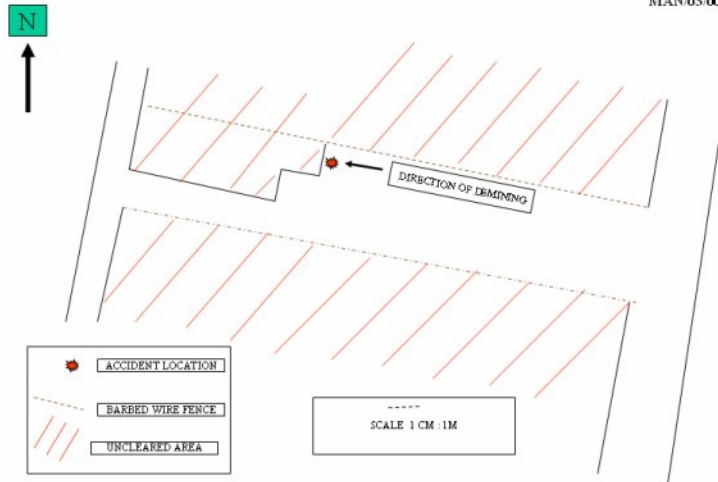 N
DIRECTION OF DEMINING
ACCIDENT LOCATION
BARBED WIRE FENCE
UNCLEARED AREA
SCALE 1 CM : 1M